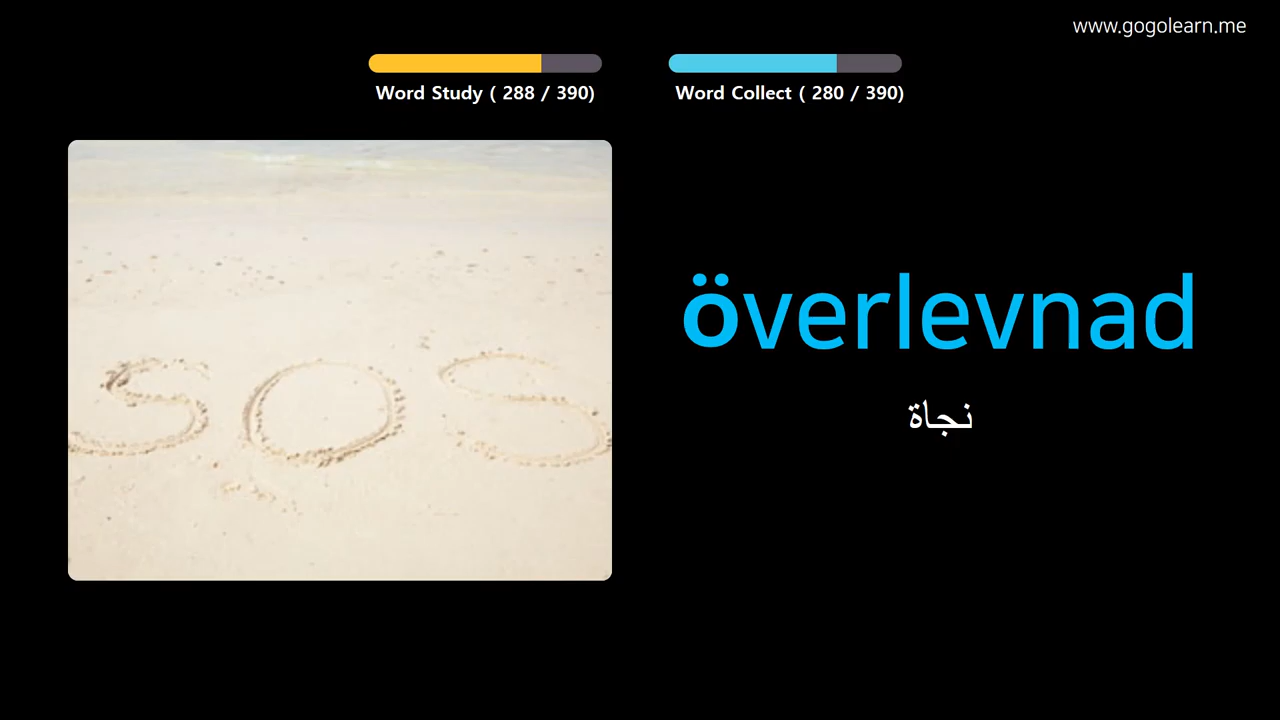 www.gogolearn.me
Word Study ( 288 / 390)
Word Collect ( 280 / 390)
SOS
överlevnad
نجاة